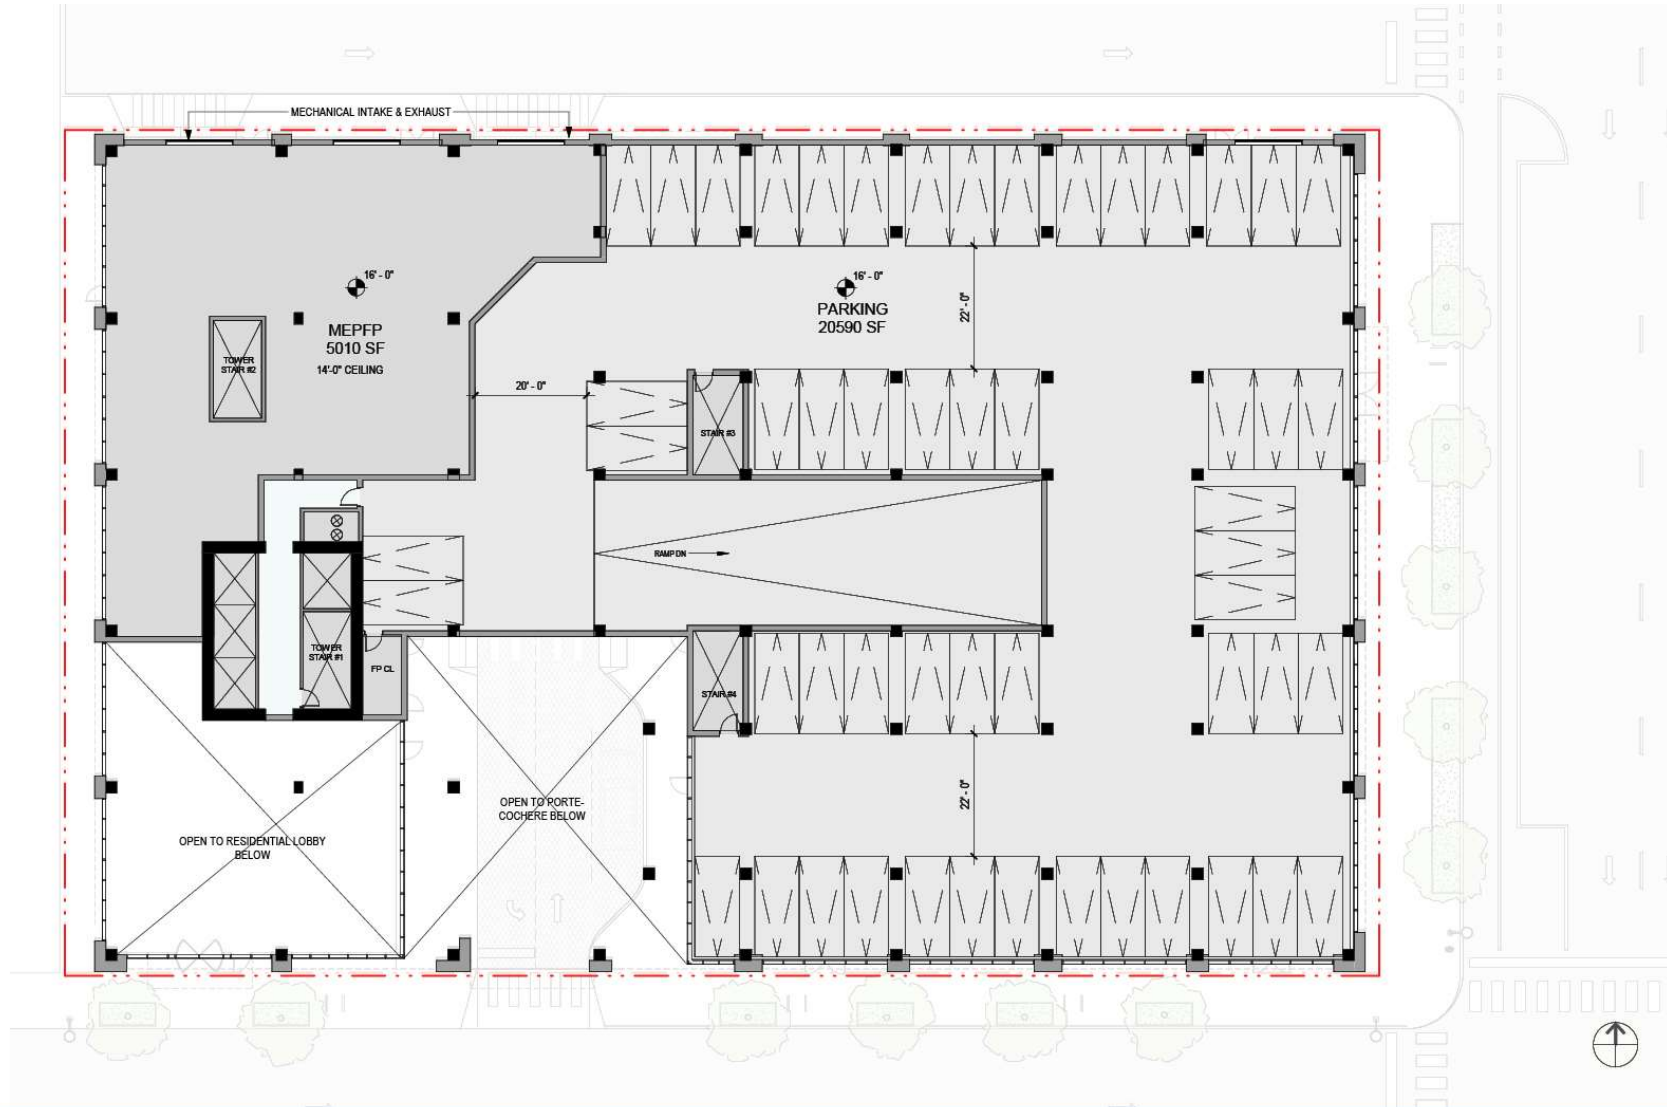 MECHANICAL INTAKE & EXHAUST
16' - 0"
MEPFP
5010 SF
14'-0" CEILING
16' - 0"
PARKING
20590 SF
22'- 0"
TOWER
STAIR #2
20' - 0"
STAIR #3
RAMP DN
TOWER
STAIR #1
FP CL
STAIR #4
OPEN TO PORTE-
COCHERE BELOW
22'- 0"
OPEN TO RESIDENTIAL LOBBY
BELOW